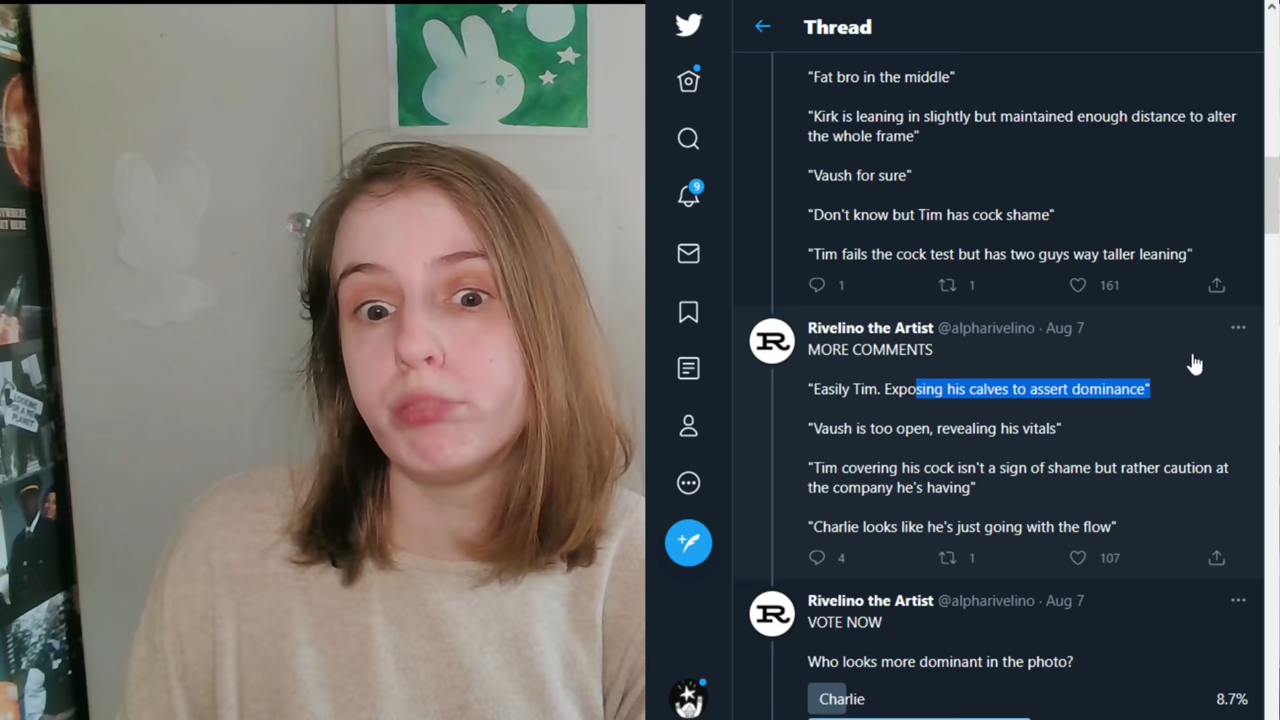 Thread
"Fat bro in the middle"
"Kirk is leaning in slightly but maintained enough distance to alter
the whole frame"
"Vaush for sure"
"Don't know but Tim has cock shame"
"Tim fails the cock test but has two guys way taller leaning"
1 1 161
Rivelino the Artist @alpharivelino · Aug 7
MORE COMMENTS
"Easily Tim. Exposing his calves to assert dominance"
"Vaush is too open, revealing his vitals"
"Tim covering his cock isn't a sign of shame but rather caution at
the company he's having"
"Charlie looks like he's just going with the flow"
4 1 107
Rivelino the Artist @alpharivelino · Aug 7
VOTE NOW
Who looks more dominant in the photo?
Charlie 8.7%
9
R
R